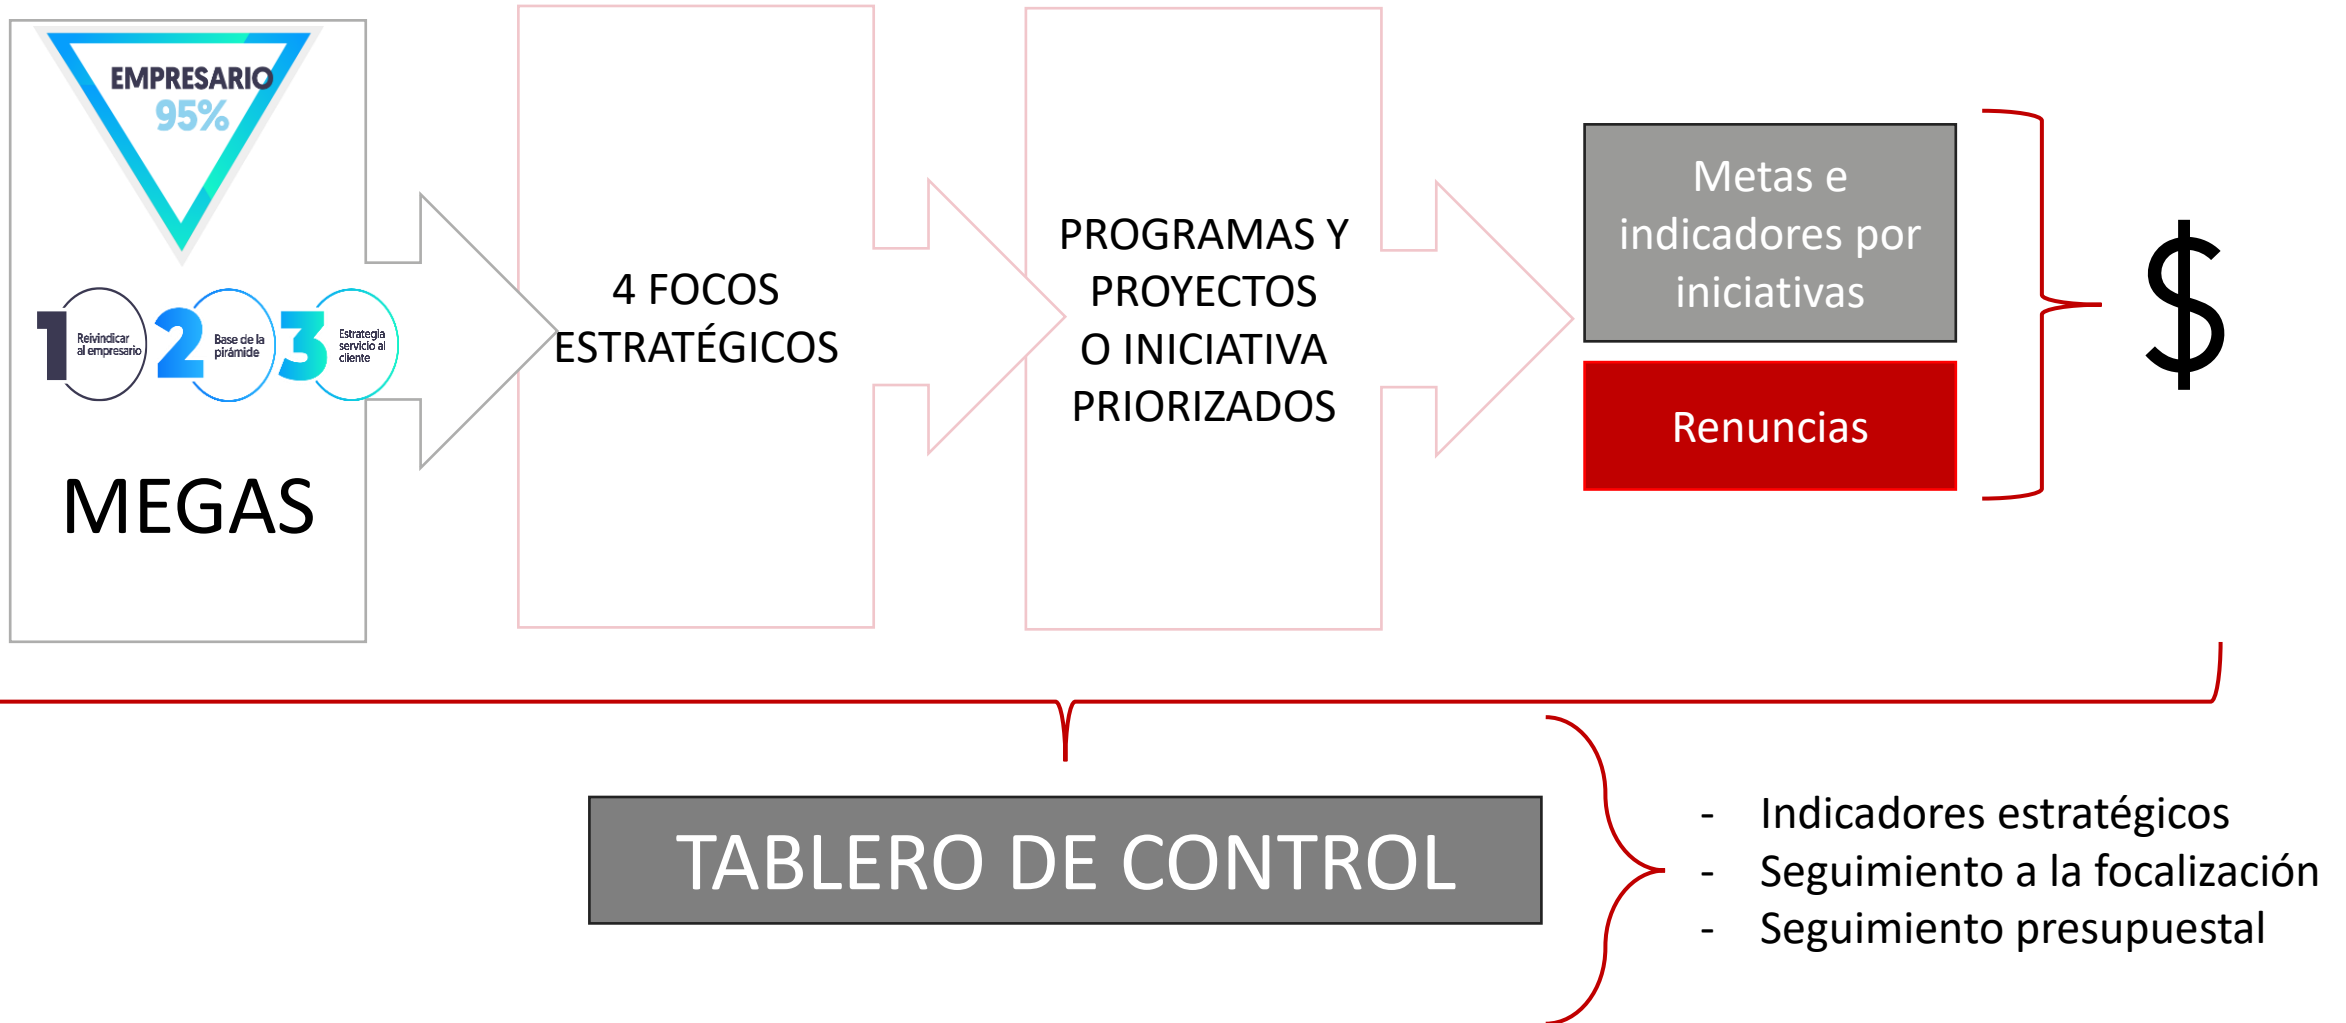 EMPRESARIO
95%
1
Reivindicar
al empresario
2
Base de la
pirámide
3
Estrategia
servicio al
cliente
MEGAS
4 FOCOS
ESTRATÉGICOS
PROGRAMAS Y
PROYECTOS
O INICIATIVA
PRIORIZADOS
Metas e
indicadores por
iniciativas
Renuncias
$
TABLERO DE CONTROL
- Indicadores estratégicos
- Seguimiento a la focalización
- Seguimiento presupuestal